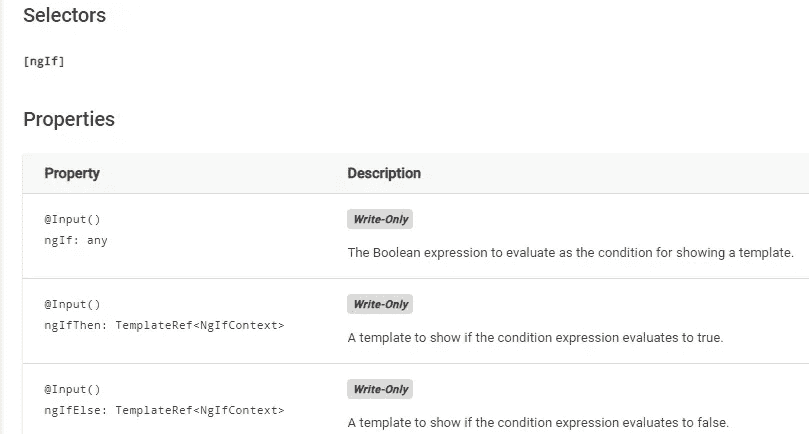 Selectors
[ngIf]
Properties
Property Description
@Input()
ngIf: any
Write-Only
The Boolean expression to evaluate as the condition for showing a template.
@Input()
ngIfThen: TemplateRef<NgIfContext>
Write-Only
A template to show if the condition expression evaluates to true.
@Input()
ngIfElse: TemplateRef<NgIfContext>
Write-Only
A template to show if the condition expression evaluates to false.